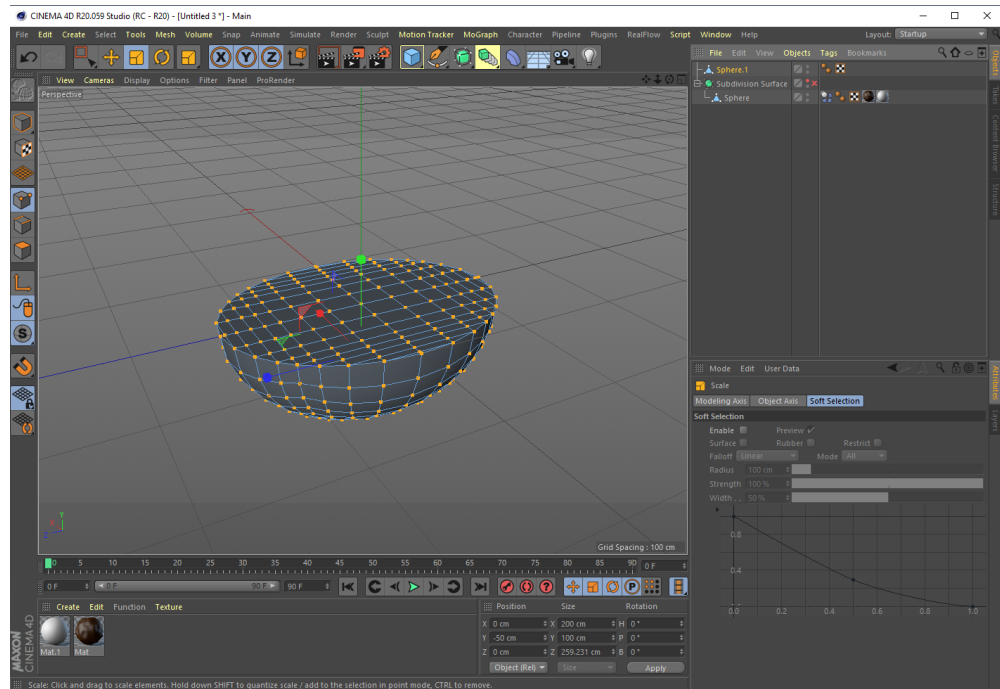 CINEMA 4D R20.059 Studio (RC - R20) - [Untitled 3 *] - Main
File Edit Create Select Tools Mesh Volume Snap Animate Simulate Render Sculpt Motion Tracker MoGraph Character Pipeline Plugins RealFlow Script Window Help Layout: Startup
File Edit View Objects Tags Bookmarks
View Cameras Display Options Filter Panel ProRender
Perspective
Sphere.1
Subdivision Surface
Sphere
Objects
Takes
Content Browser
Structure
Mode Edit User Data
Scale
Modeling Axis Object Axis Soft Selection
Soft Selection
Enable Preview
Surface Rubber Restrict
Falloff Linear Mode All
Radius 100 cm
Strength 100 %
Width . . 50 %
Attributes
Layers
0.8
0.4
0.0 0.2 0.4 0.6 0.8 1.0
X Y Z
Y
X
Z
Grid Spacing : 100 cm
0 5 10 15 20 25 30 35 40 45 50 55 60 65 70 75 80 85 90 0 F
0 F 0 F 90 F 90 F
Create Edit Function Texture
Mat.1 Mat
MAXON
CINEMA 4D
Position Size Rotation
X 0 cm X 200 cm H 0 °
Y -50 cm Y 100 cm P 0 °
Z 0 cm Z 259.231 cm B 0 °
Object (Rel) Size Apply
Scale: Click and drag to scale elements. Hold down SHIFT to quantize scale / add to the selection in point mode, CTRL to remove.